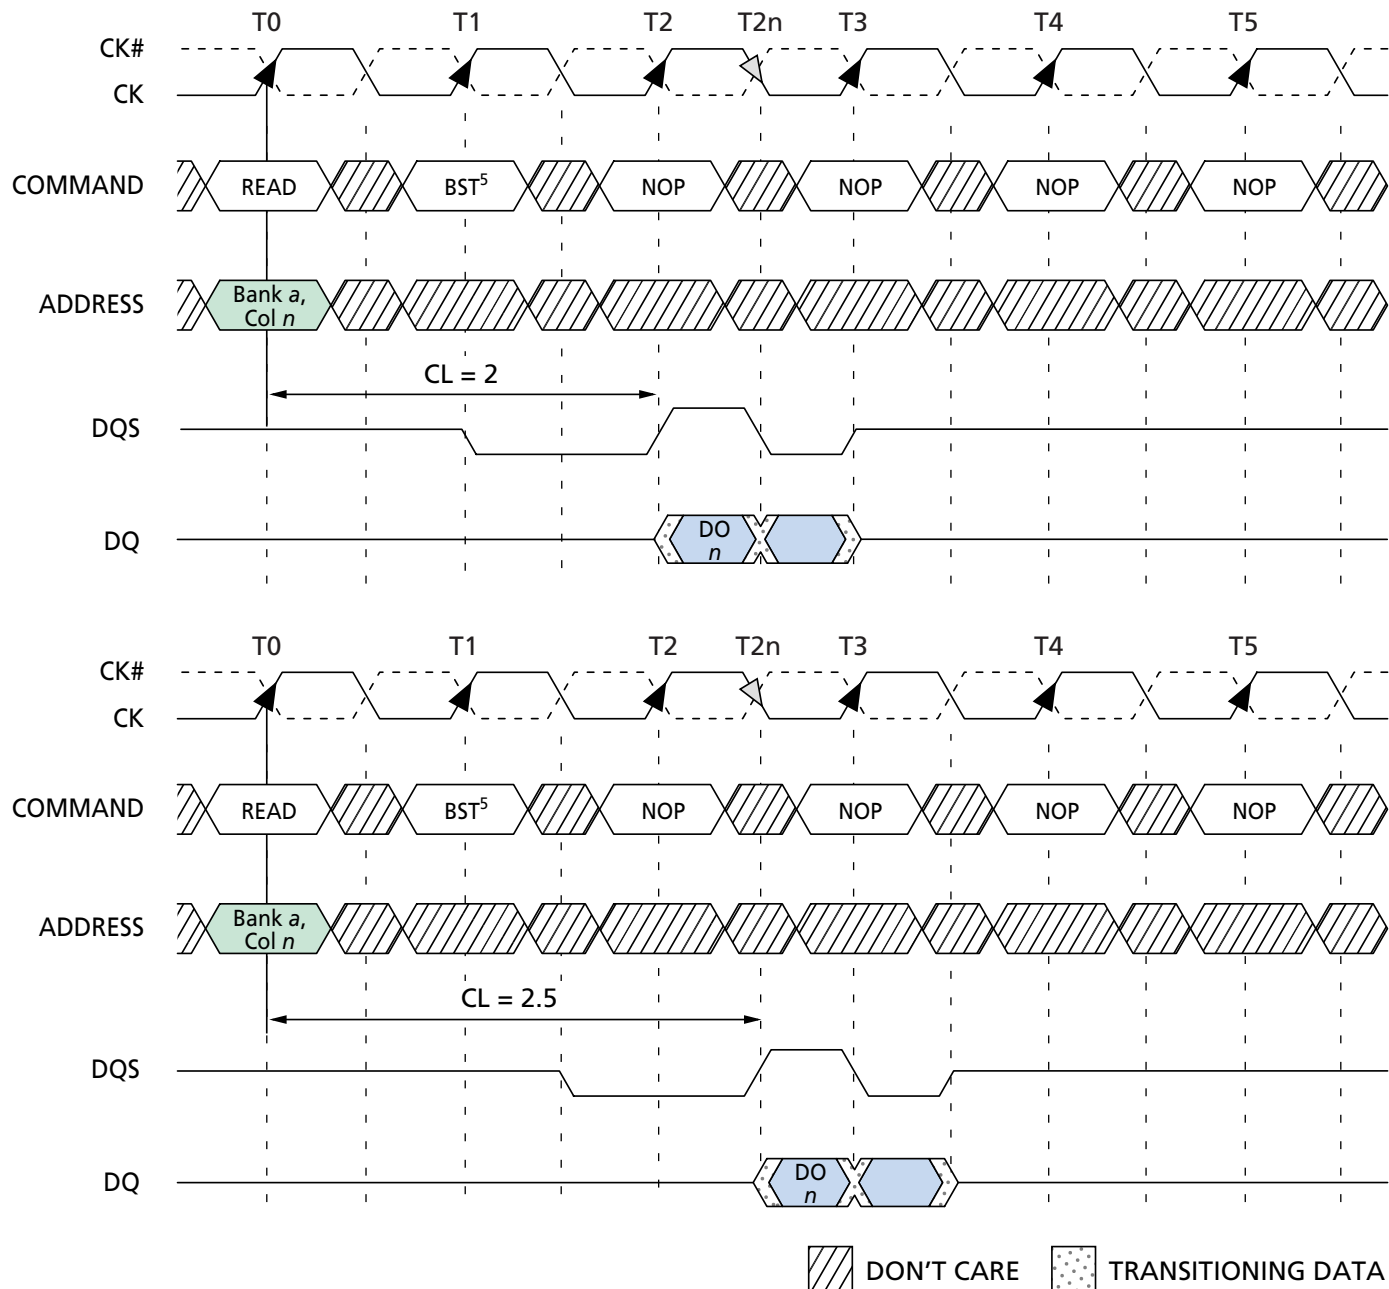 T0 T1 T2 T2n T3 T4 T5
CK#
CK
COMMAND READ BST5 NOP NOP NOP NOP
ADDRESS Bank a,
Col n
CL = 2
DQS
DQ DO
n
T0 T1 T2 T2n T3 T4 T5
CK#
CK
COMMAND READ BST5 NOP NOP NOP NOP
ADDRESS Bank a,
Col n
CL = 2.5
DQS
DQ DO
n
DON'T CARE TRANSITIONING DATA